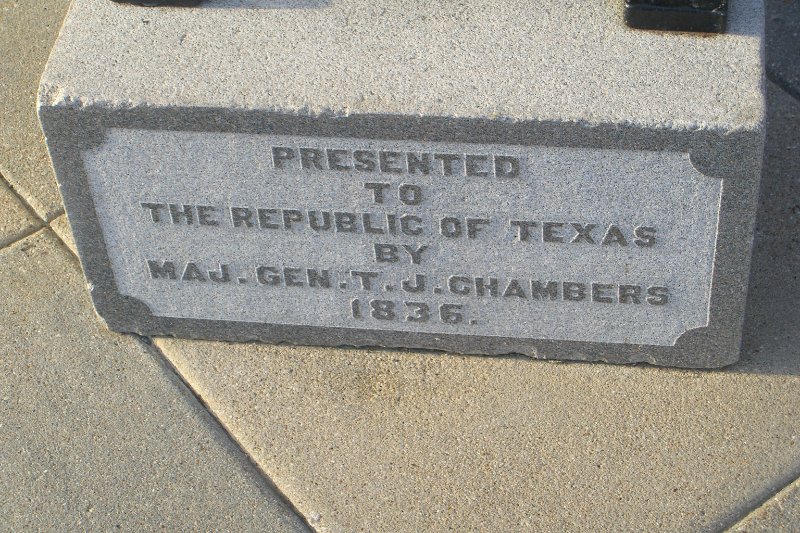 PRESENTED
TO
THE REPUBLIC OF TEXAS
BY
MAJ. GEN. T. J. CHAMBERS
1836.